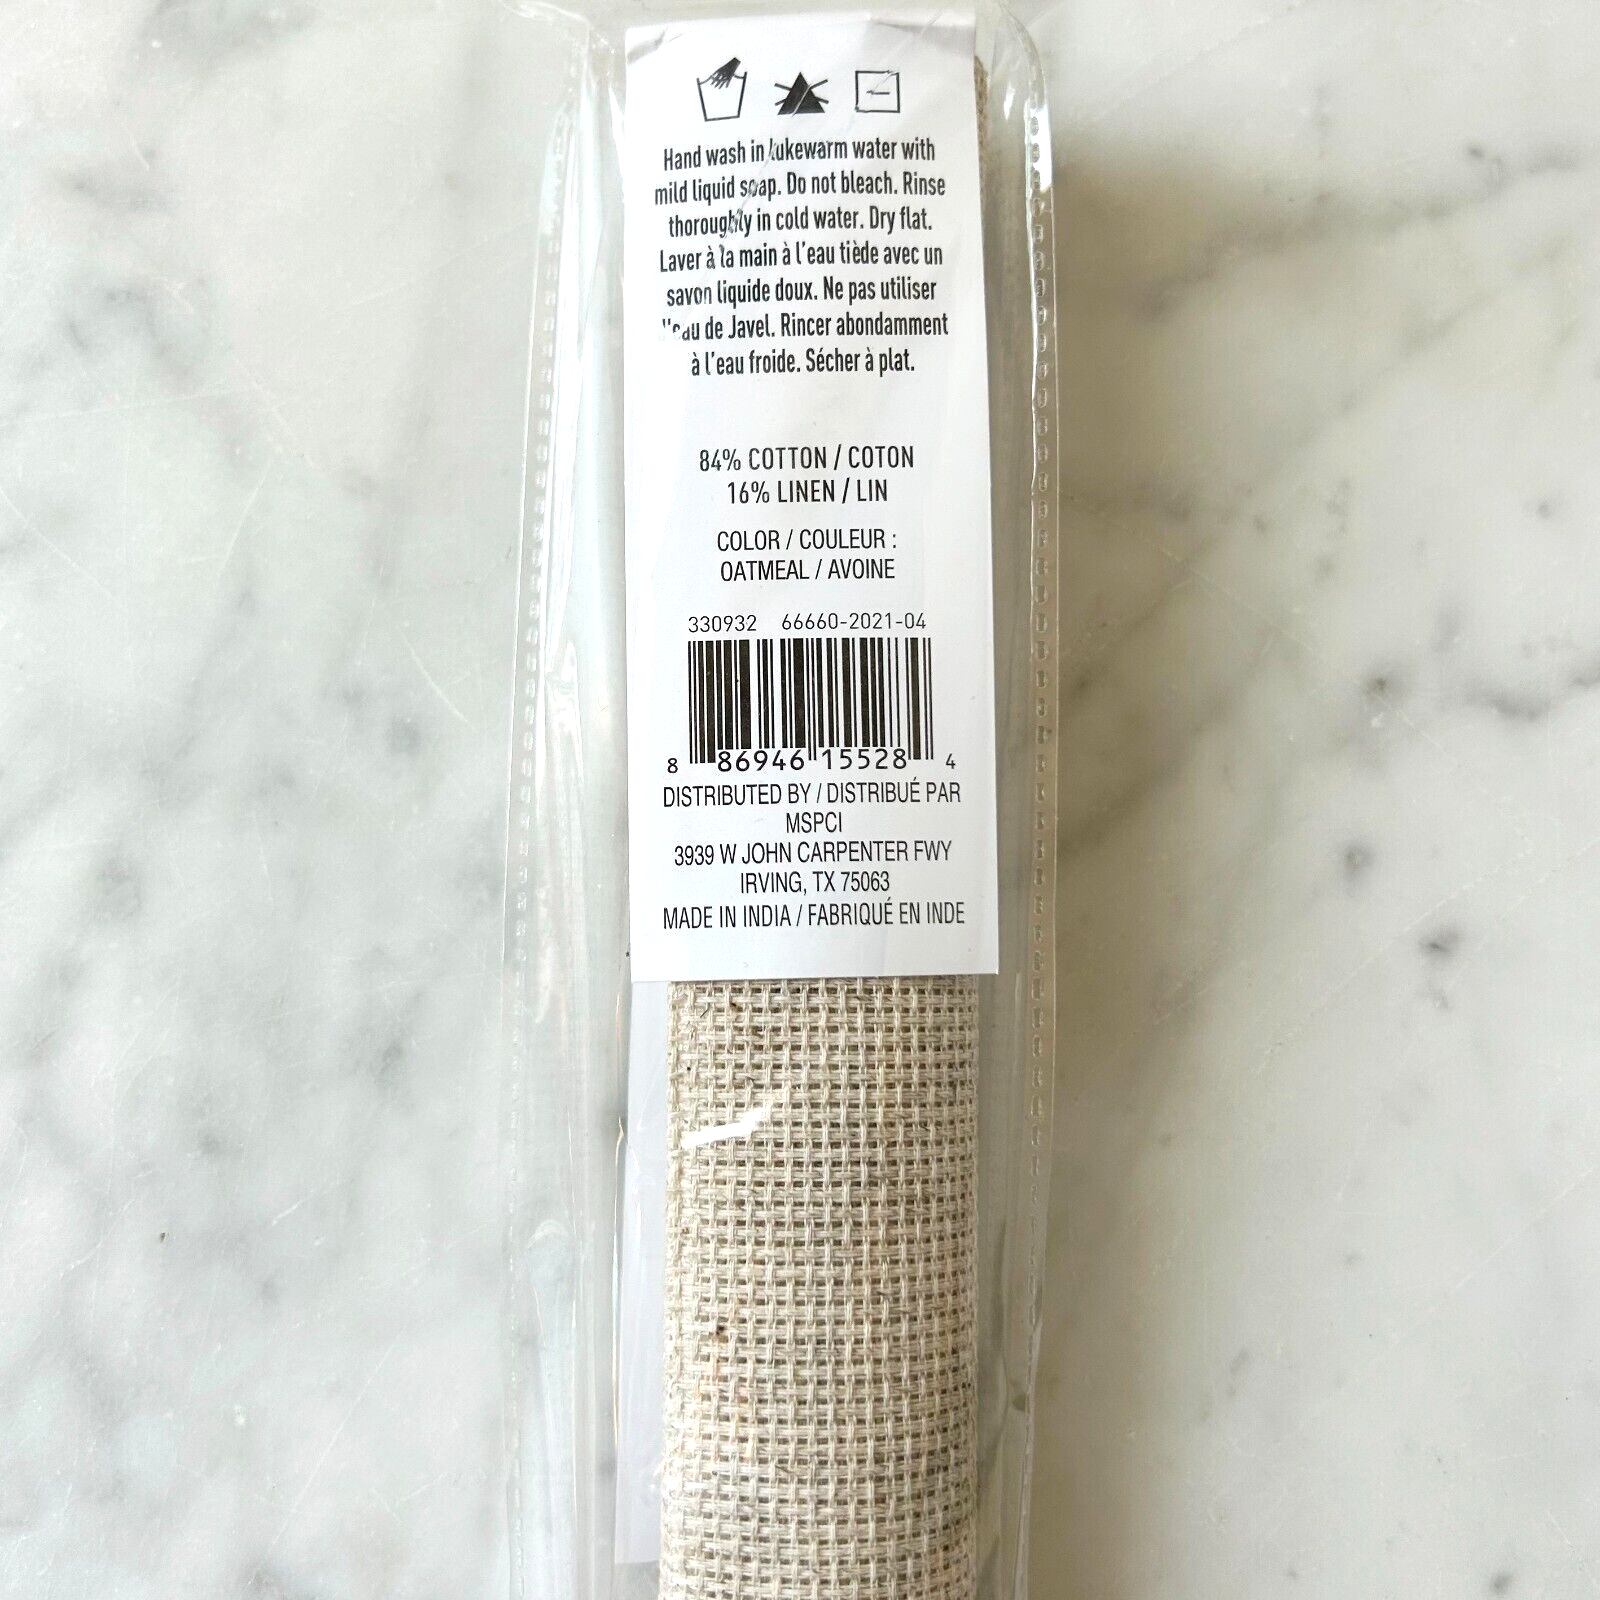 Hand wash in lukewarm water with
mild liquid soap. Do not bleach. Rinse
thoroughly in cold water. Dry flat.
Laver à la main à l'eau tiède avec un
savon liquide doux. Ne pas utiliser
l'eau de Javel. Rincer abondamment
à l'eau froide. Sécher à plat.
84% COTTON / COTON
16% LINEN / LIN
COLOR / COULEUR :
OATMEAL / AVOINE
330932 66660-2021-04
8 86946 15528 4
DISTRIBUTED BY / DISTRIBUÉ PAR
MSPCI
3939 W JOHN CARPENTER FWY
IRVING, TX 75063
MADE IN INDIA / FABRIQUÉ EN INDE